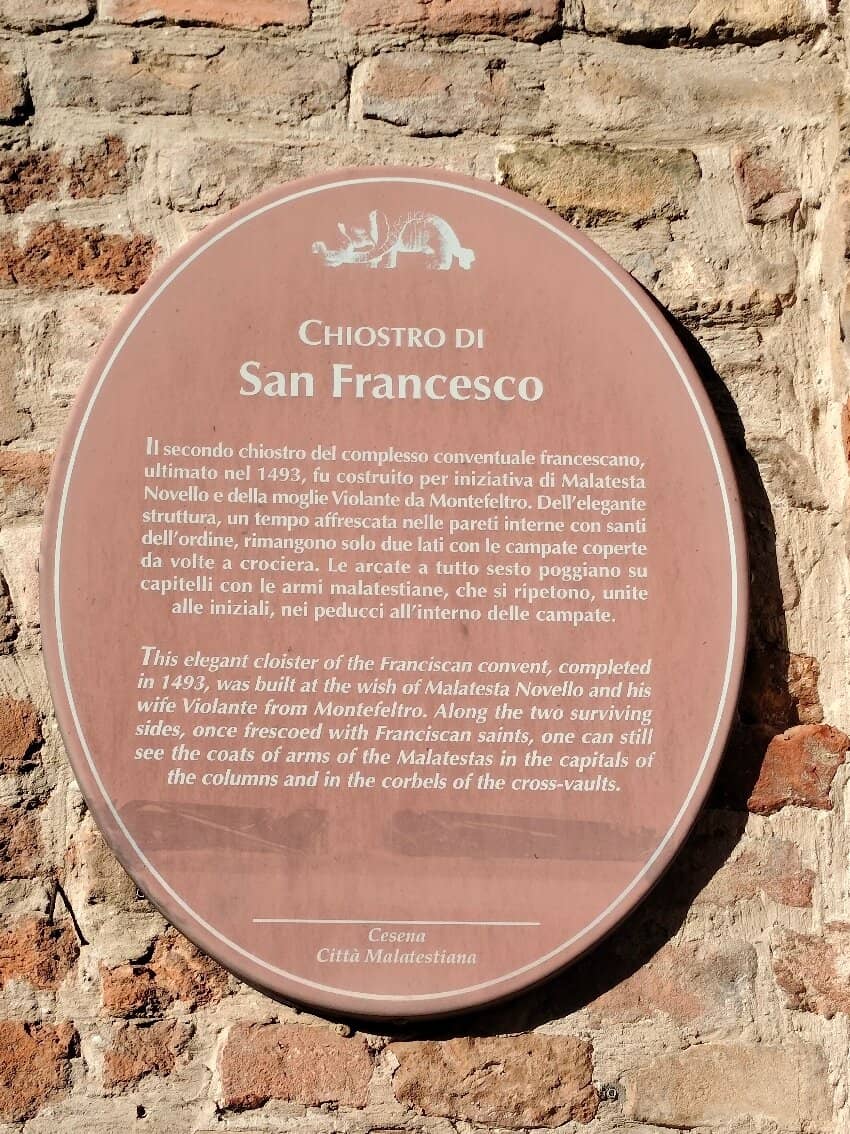 CHIOSTRO DI
San Francesco
Il secondo chiostro del complesso conventuale francescano,
ultimato nel 1493, fu costruito per iniziativa di Malatesta
Novello e della moglie Violante da Montefeltro. Dell'elegante
struttura, un tempo affrescata nelle pareti interne con santi
dell'ordine, rimangono solo due lati con le campate coperte
da volte a crociera. Le arcate a tutto sesto poggiano su
capitelli con le armi malatestiane, che si ripetono, unite
alle iniziali, nei peducci all'interno delle campate.
This elegant cloister of the Franciscan convent, completed
in 1493, was built at the wish of Malatesta Novello and his
wife Violante from Montefeltro. Along the two surviving
sides, once frescoed with Franciscan saints, one can still
see the coats of arms of the Malatestas in the capitals of
the columns and in the corbels of the cross-vaults.
Cesena
Città Malatestiana